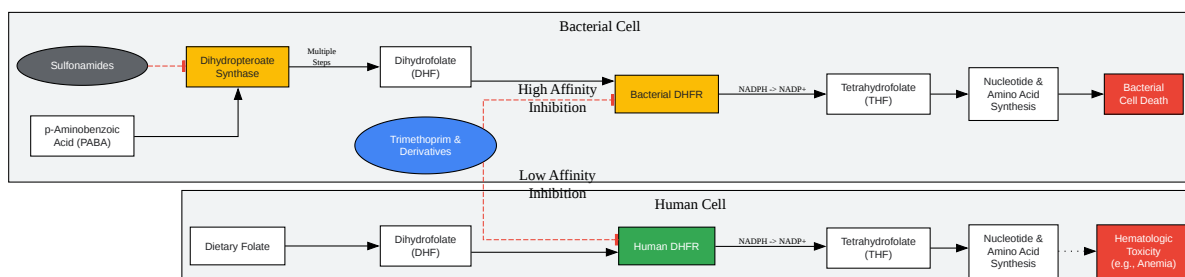 Bacterial Cell
Sulfonamides
Dihydropteroate
Synthase
Multiple
Steps
Dihydrofolate
(DHF)
p-Aminobenzoic
Acid (PABA)
High Affinity
Inhibition
Trimethoprim &
Derivatives
Bacterial DHFR
NADPH -> NADP+
Tetrahydrofolate
(THF)
Nucleotide &
Amino Acid
Synthesis
Bacterial
Cell Death
Low Affinity
Inhibition
Human Cell
Dietary Folate
Dihydrofolate
(DHF)
Human DHFR
NADPH -> NADP+
Tetrahydrofolate
(THF)
Nucleotide &
Amino Acid
Synthesis
Hematologic
Toxicity
(e.g., Anemia)